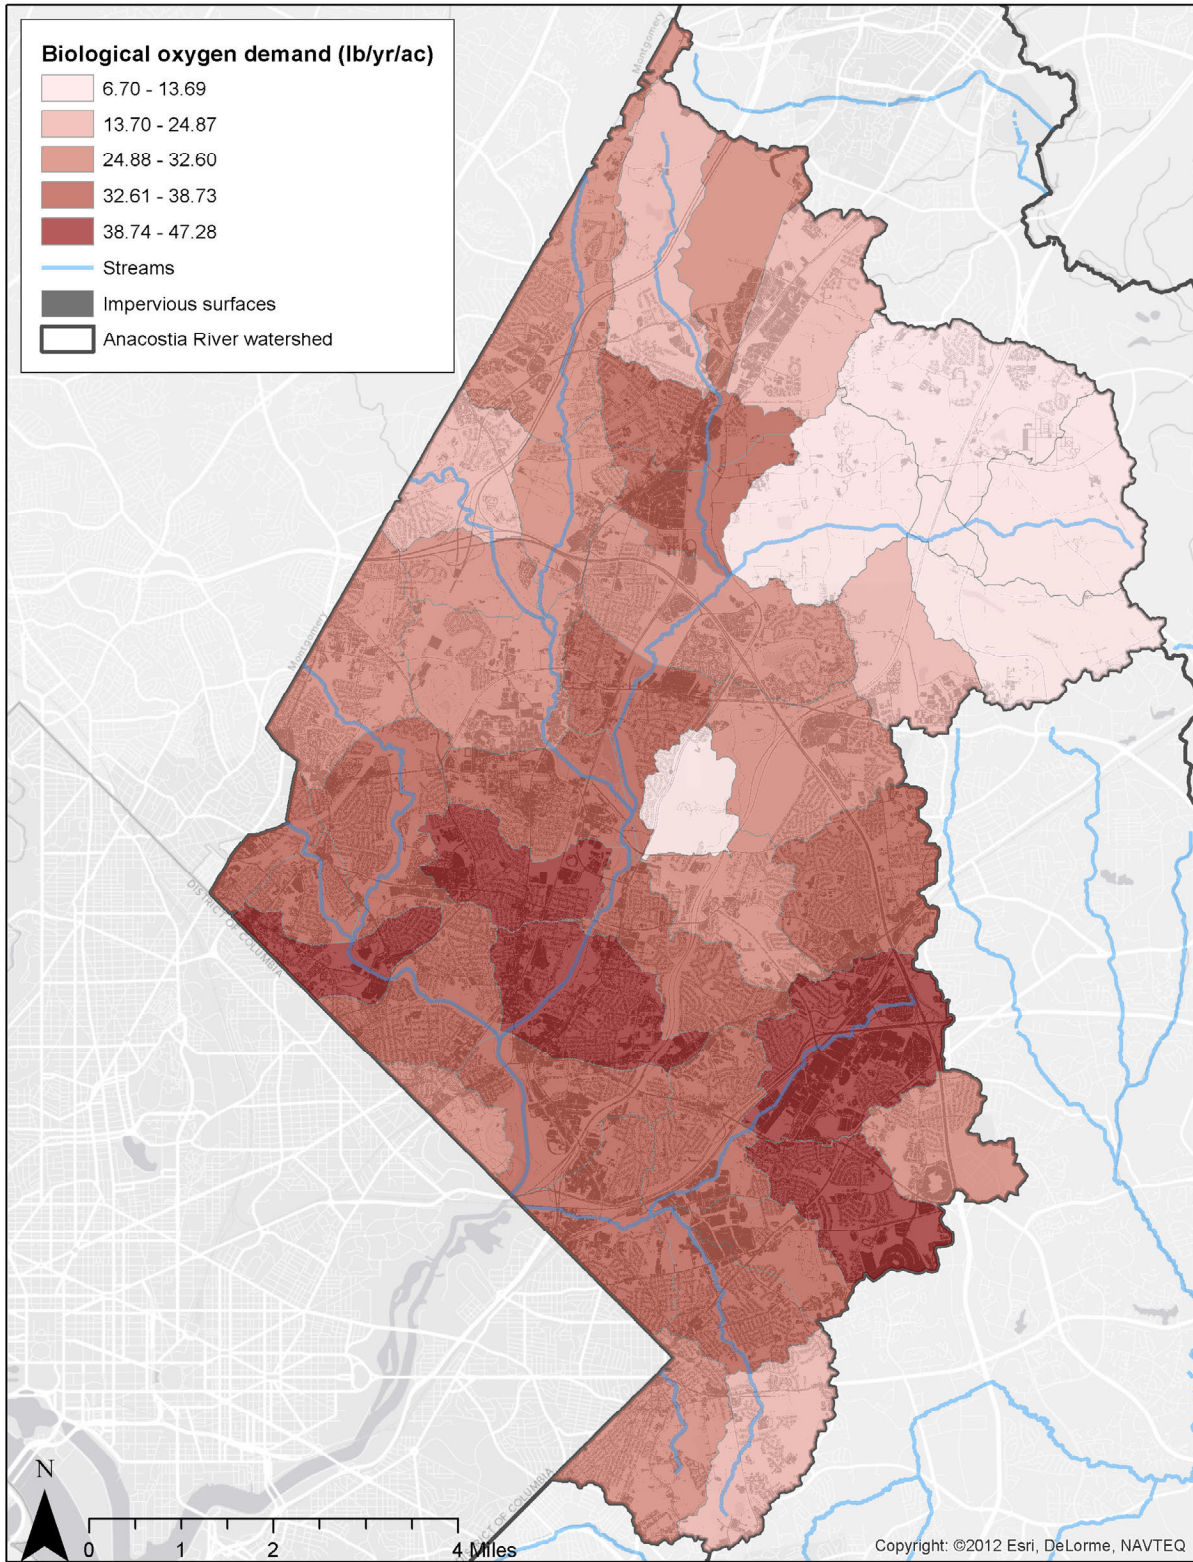 Biological oxygen demand (lb/yr/ac)
6.70 - 13.69
13.70 - 24.87
24.88 - 32.60
32.61 - 38.73
38.74 - 47.28
Streams
Impervious surfaces
Anacostia River watershed
Montgomery
Montgomery
DISTRICT OF COLUMBIA
CT OF COLUMBIA
N
0 1 2 4 Miles
Copyright: ©2012 Esri, DeLorme, NAVTEQ